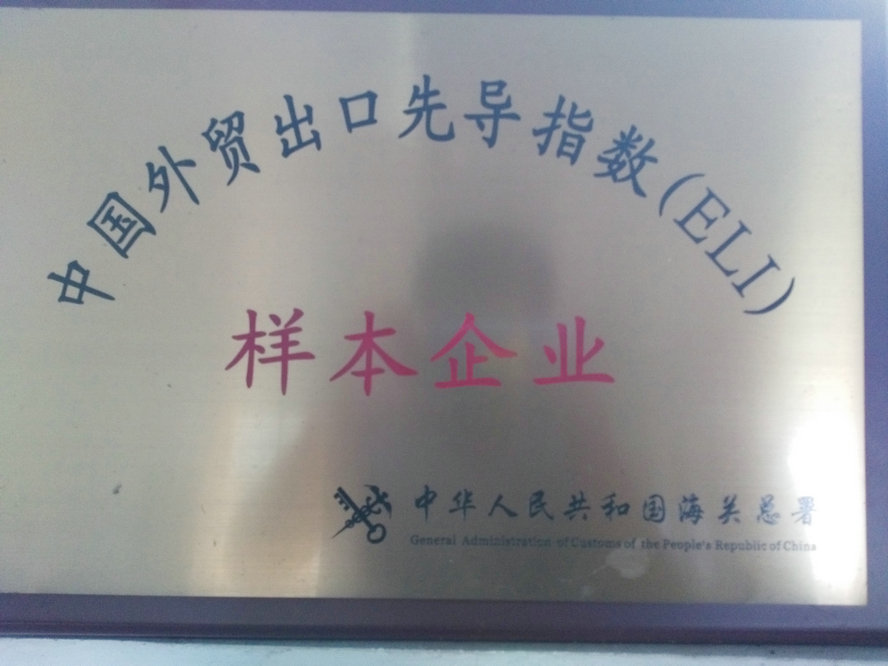 中国外贸出口先导指数(ELI)
样本企业
中华人民共和国海关总署
General Administration of Customs of the People's Republic of China